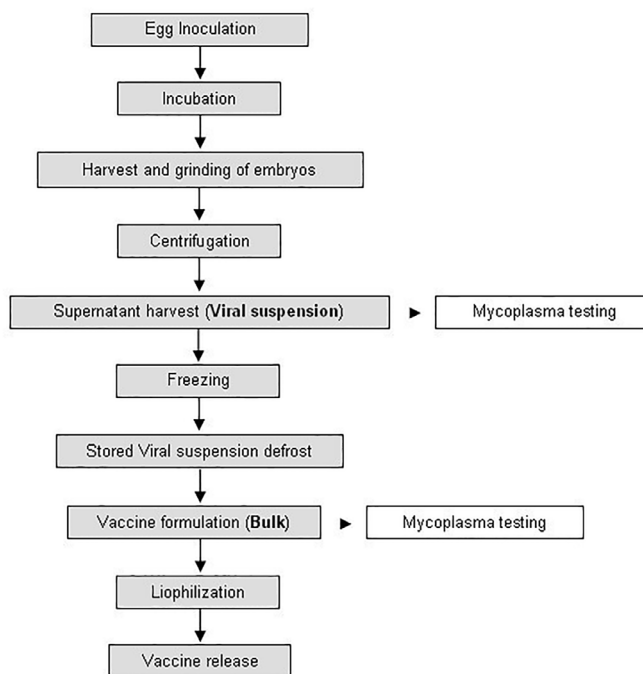 Egg Inoculation
Incubation
Harvest and grinding of embryos
Centrifugation
Supernatant harvest (Viral suspension)
Mycoplasma testing
Freezing
Stored Viral suspension defrost
Vaccine formulation (Bulk)
Mycoplasma testing
Liophilization
Vaccine release